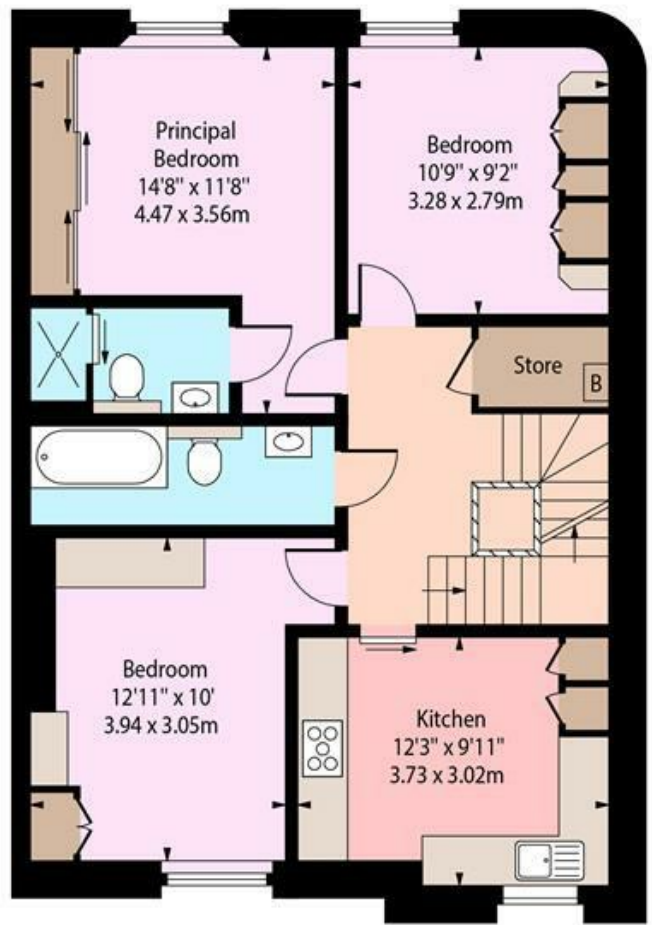 Principal
Bedroom
14'8" x 11'8"
4.47 x 3.56m
Bedroom
10'9" x 9'2"
3.28 x 2.79m
Store
B
Bedroom
12'11" x 10'
3.94 x 3.05m
Kitchen
12'3" x 9'11"
3.73 x 3.02m